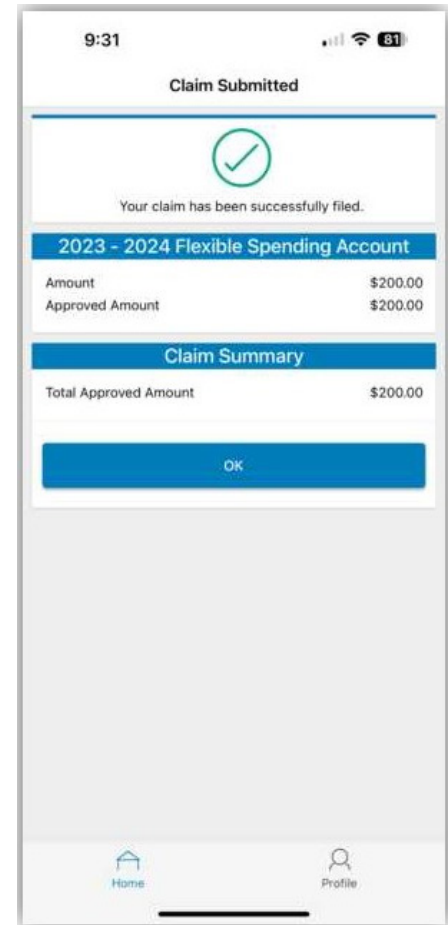 9:31
81
Claim Submitted
Your claim has been successfully filed.
2023 - 2024 Flexible Spending Account
Amount $200.00
Approved Amount $200.00
Claim Summary
Total Approved Amount $200.00
OK
Home Profile